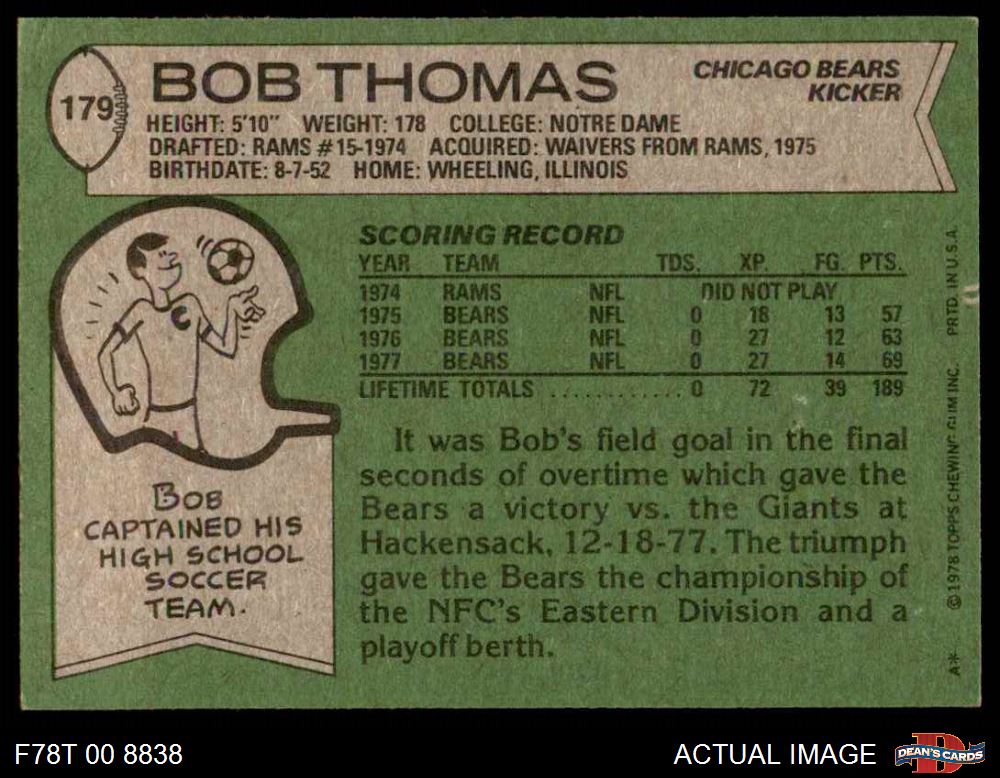 179
BOB THOMAS
CHICAGO BEARS
KICKER
HEIGHT: 5'10" WEIGHT: 178 COLLEGE: NOTRE DAME
DRAFTED: RAMS #15-1974 ACQUIRED: WAIVERS FROM RAMS, 1975
BIRTHDATE: 8-7-52 HOME: WHEELING, ILLINOIS
C
BOB
CAPTAINED HIS
HIGH SCHOOL
SOCCER
TEAM.
SCORING RECORD
YEAR TEAM TDS. XP. FG. PTS.
1974 RAMS NFL DID NOT PLAY
1975 BEARS NFL 0 18 13 57
1976 BEARS NFL 0 27 12 63
1977 BEARS NFL 0 27 14 69
LIFETIME TOTALS ............ 0 72 39 189
It was Bob's field goal in the final
seconds of overtime which gave the
Bears a victory vs. the Giants at
Hackensack, 12-18-77. The triumph
gave the Bears the championship of
the NFC's Eastern Division and a
playoff berth.
A* © 1978 TOPPS CHEWING GUM INC. PRTD. IN U.S.A.
F78T 00 8838
ACTUAL IMAGE
D
DEAN'S CARDS